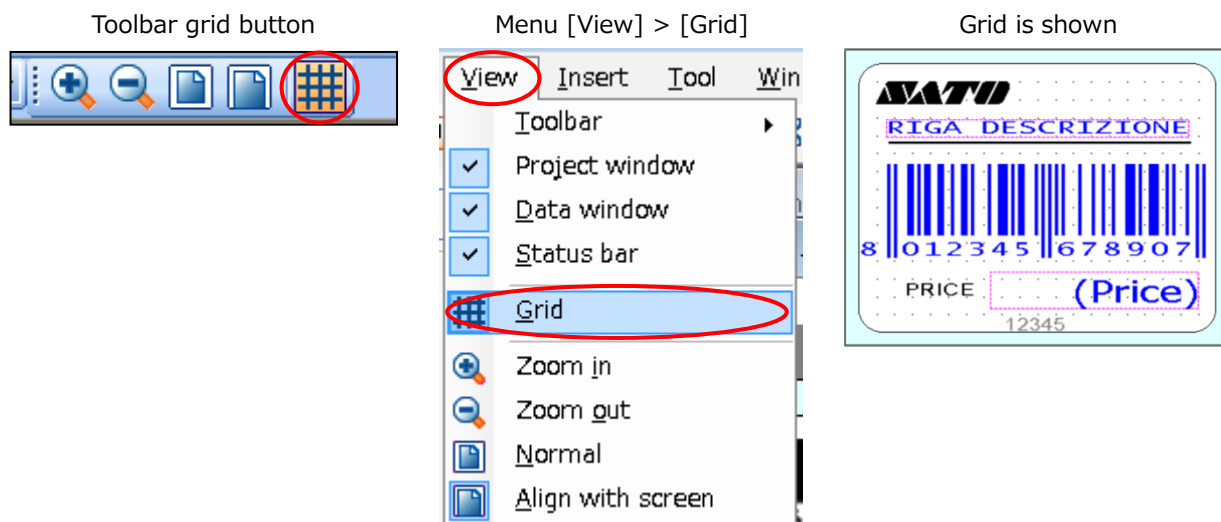 Toolbar grid button
Menu [View] > [Grid]
Grid is shown
View Insert Tool Win
Toolbar
Project window
Data window
Status bar
Grid
Zoom in
Zoom out
Normal
Align with screen
SATO
RIGA DESCRIZIONE
8 012345 678907
PRICE (Price)
12345